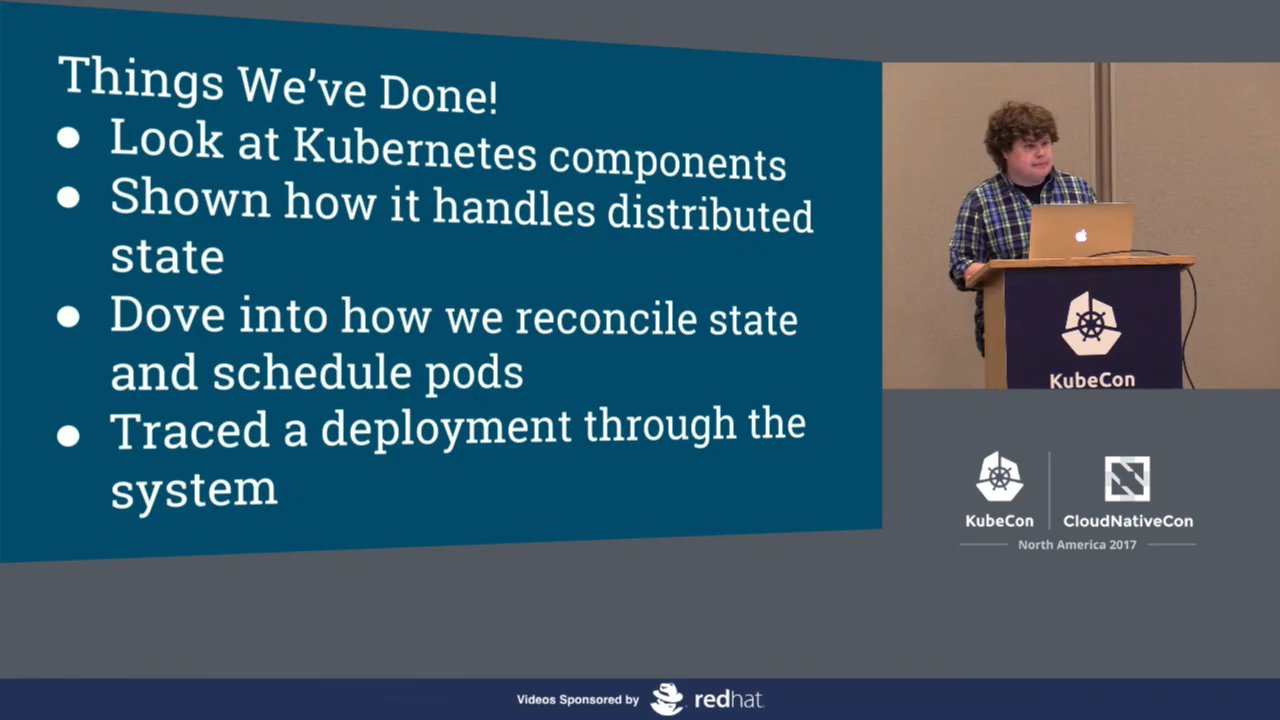 Things We've Done!
● Look at Kubernetes components
● Shown how it handles distributed
state
● Dove into how we reconcile state
and schedule pods
● Traced a deployment through the
system
KubeCon
KubeCon
CloudNativeCon
North America 2017
Videos Sponsored by
redhat.